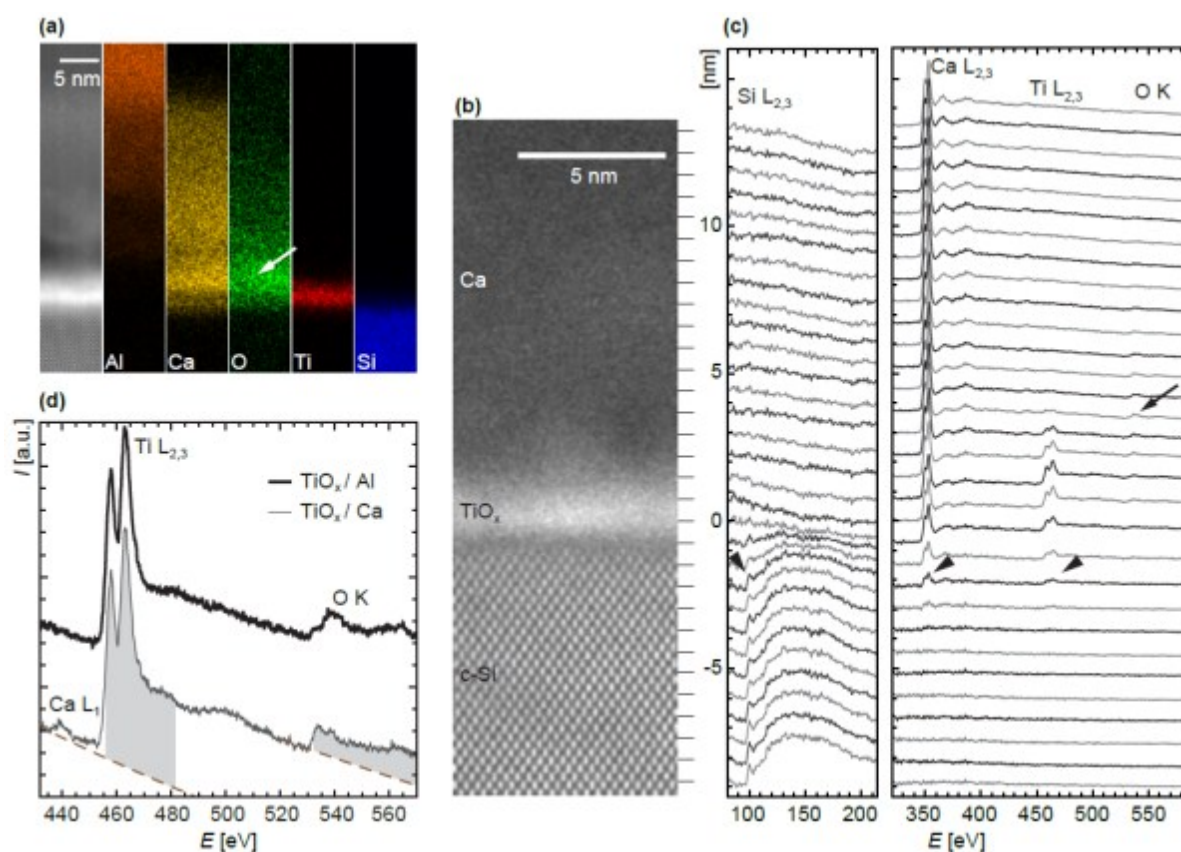 (a)
5 nm
Al
Ca
O
Ti
Si
(b)
5 nm
Ca
TiOₓ
c-Si
(c)
[nm]
10
5
0
-5
Si L₂,₃
Ca L₂,₃
Ti L₂,₃
O K
100
150
200
350
400
450
500
550
E [eV]
(d)
I [a.u.]
Ti L₂,₃
TiOₓ / Al
TiOₓ / Ca
O K
Ca L₁
440
460
480
500
520
540
560
E [eV]